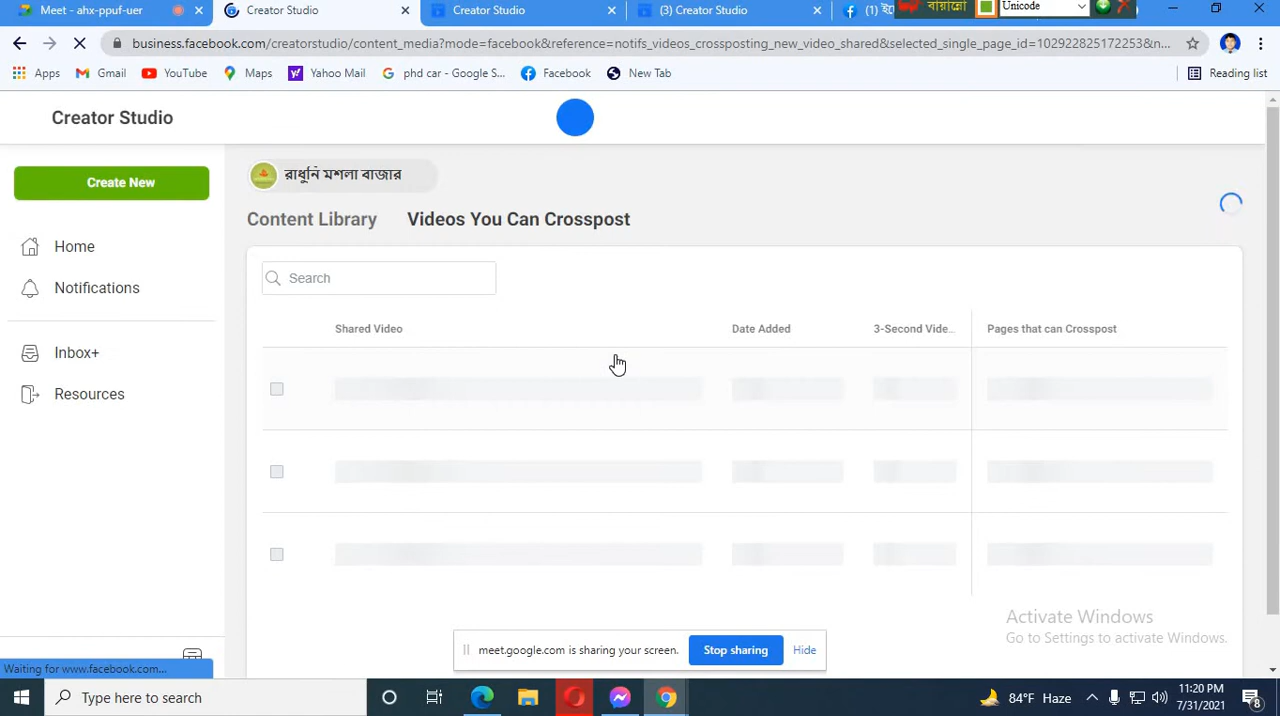 Meet - ahx-ppuf-uer
Creator Studio
Creator Studio
(3) Creator Studio
Unicode
business.facebook.com/creatorstudio/content_media?mode=facebook&reference=notifs_videos_crossposting_new_video_shared&selected_single_page_id=1029228251722253&n...
Apps
Gmail
YouTube
Maps
Yahoo Mail
phd car - Google S...
Facebook
New Tab
Reading list
Creator Studio
Create New
রাধুনি মশলা বাজার
Content Library
Videos You Can Crosspost
Home
Search
Notifications
Shared Video
Date Added
3-Second Vide...
Pages that can Crosspost
Inbox+
Resources
Activate Windows
Go to Settings to activate Windows.
meet.google.com is sharing your screen.
Stop sharing
Hide
Waiting for www.facebook.com...
Type here to search
84°F Haze
11:20 PM
7/31/2021
8